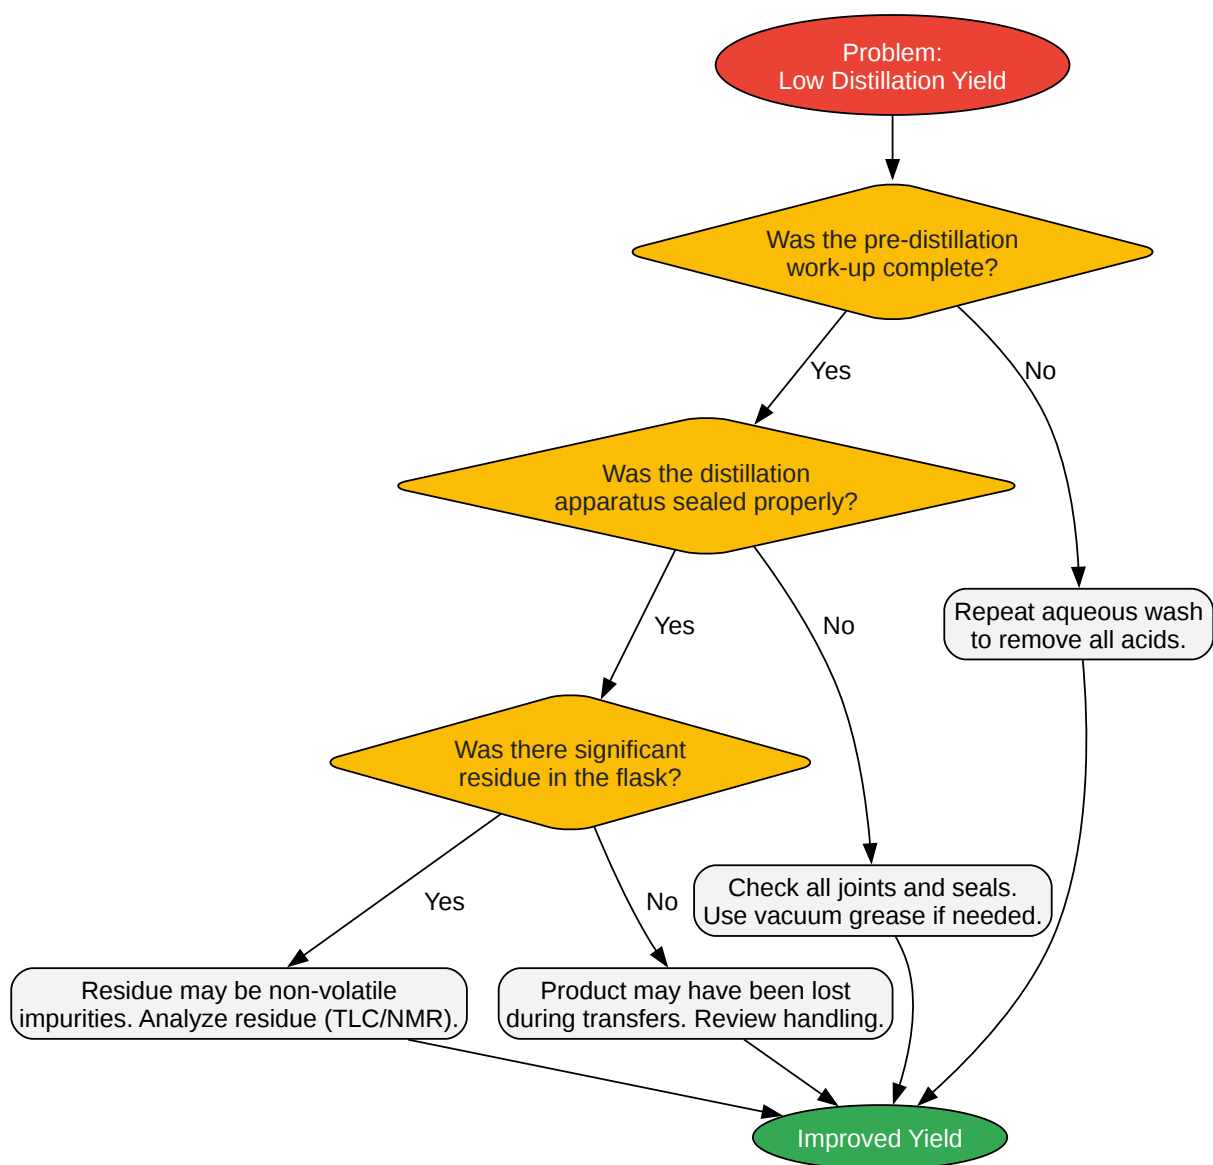 Problem:
Low Distillation Yield
Was the pre-distillation
work-up complete?
Yes
No
Was the distillation
apparatus sealed properly?
Repeat aqueous wash
to remove all acids.
Yes
No
Was there significant
residue in the flask?
Check all joints and seals.
Use vacuum grease if needed.
Yes
No
Residue may be non-volatile
impurities. Analyze residue (TLC/NMR).
Product may have been lost
during transfers. Review handling.
Improved Yield